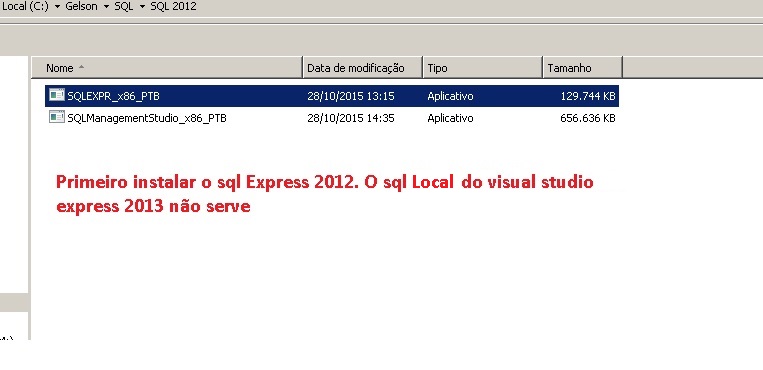 Local (C:) ▾ Gelson ▾ SQL ▾ SQL 2012
Nome Data de modificação Tipo Tamanho
SQLEXPR_x86_PTB 28/10/2015 13:15 Aplicativo 129.744 KB
SQLManagementStudio_x86_PTB 28/10/2015 14:35 Aplicativo 656.636 KB
Primeiro instalar o sql Express 2012. O sql Local do visual studio
express 2013 não serve